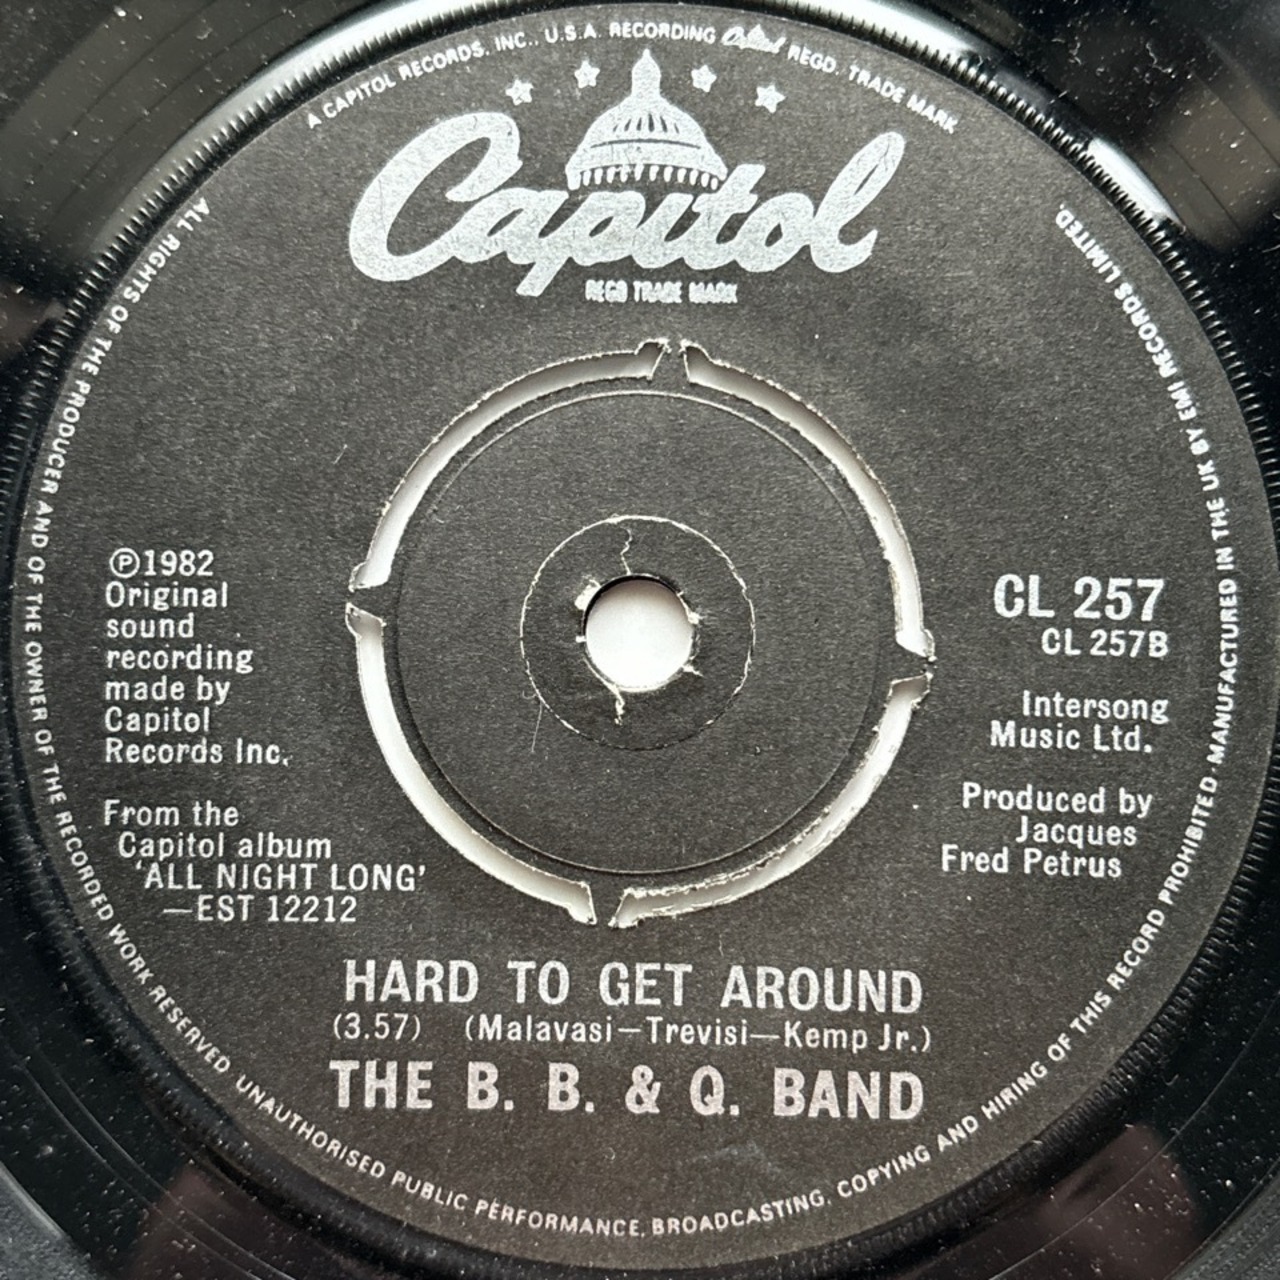 A CAPITOL RECORDS, INC., U.S.A. RECORDING Capitol REGD. TRADE MARK
Capitol
REGD TRADE MARK
℗1982
Original
sound
recording
made by
Capitol
Records Inc.
From the
Capitol album
‘ALL NIGHT LONG’
—EST 12212
CL 257
CL 257B
Intersong
Music Ltd.
Produced by
Jacques
Fred Petrus
HARD TO GET AROUND
(3.57) (Malavasi—Trevisi—Kemp Jr.)
THE B. B. & Q. BAND
ALL RIGHTS OF THE PRODUCER AND OF THE OWNER OF THE RECORDED WORK RESERVED UNAUTHORISED PUBLIC PERFORMANCE, BROADCASTING, COPYING AND HIRING OF THIS RECORD PROHIBITED · MANUFACTURED IN THE UK BY EMI RECORDS LIMITED.